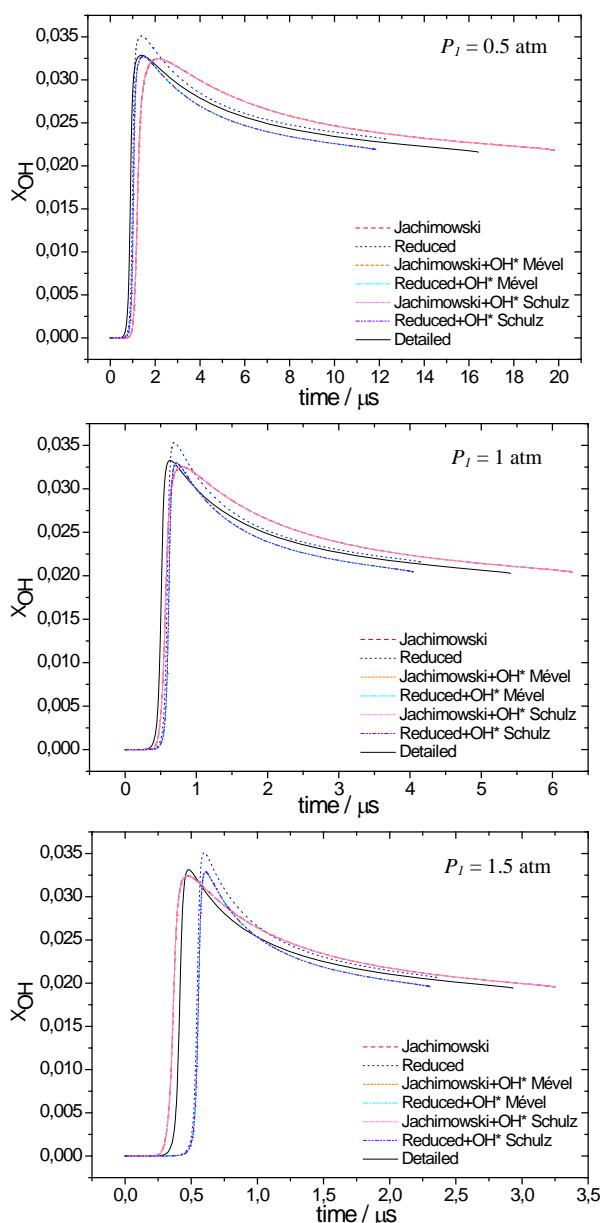 P₁ = 0.5 atm
X_OH
0,035
0,030
0,025
0,020
0,015
0,010
0,005
0,000
Jachimowski
Reduced
Jachimowski+OH* Mével
Reduced+OH* Mével
Jachimowski+OH* Schulz
Reduced+OH* Schulz
Detailed
0 2 4 6 8 10 12 14 16 18 20
time / μs
P₁ = 1 atm
X_OH
0,035
0,030
0,025
0,020
0,015
0,010
0,005
0,000
Jachimowski
Reduced
Jachimowski+OH* Mével
Reduced+OH* Mével
Jachimowski+OH* Schulz
Reduced+OH* Schulz
Detailed
0 1 2 3 4 5 6
time / μs
P₁ = 1.5 atm
X_OH
0,035
0,030
0,025
0,020
0,015
0,010
0,005
0,000
Jachimowski
Reduced
Jachimowski+OH* Mével
Reduced+OH* Mével
Jachimowski+OH* Schulz
Reduced+OH* Schulz
Detailed
0,0 0,5 1,0 1,5 2,0 2,5 3,0 3,5
time / μs